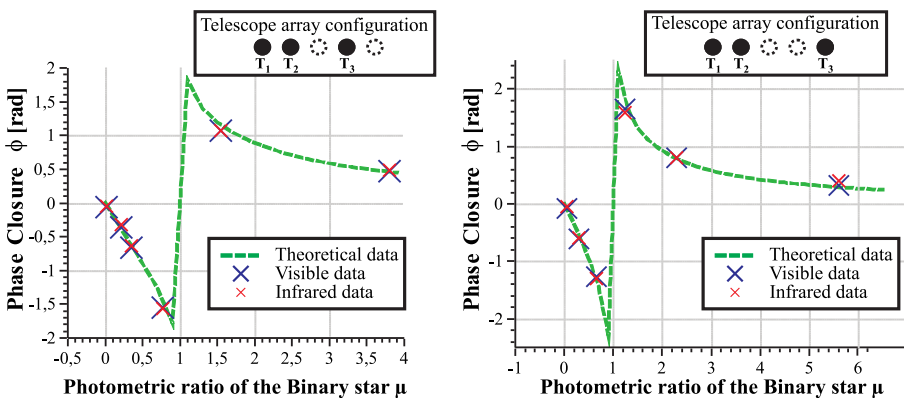 Telescope array configuration
T1 T2 T3
Phase Closure ϕ [rad]
2
1,5
1
0,5
0
-0,5
-1
-1,5
-2
Theoretical data
Visible data
Infrared data
-0,5 0 0,5 1 1,5 2 2,5 3 3,5 4
Photometric ratio of the Binary star μ
Telescope array configuration
T1 T2 T3
Phase Closure ϕ [rad]
2
1
0
-1
-2
Theoretical data
Visible data
Infrared data
-1 0 1 2 3 4 5 6
Photometric ratio of the Binary star μ